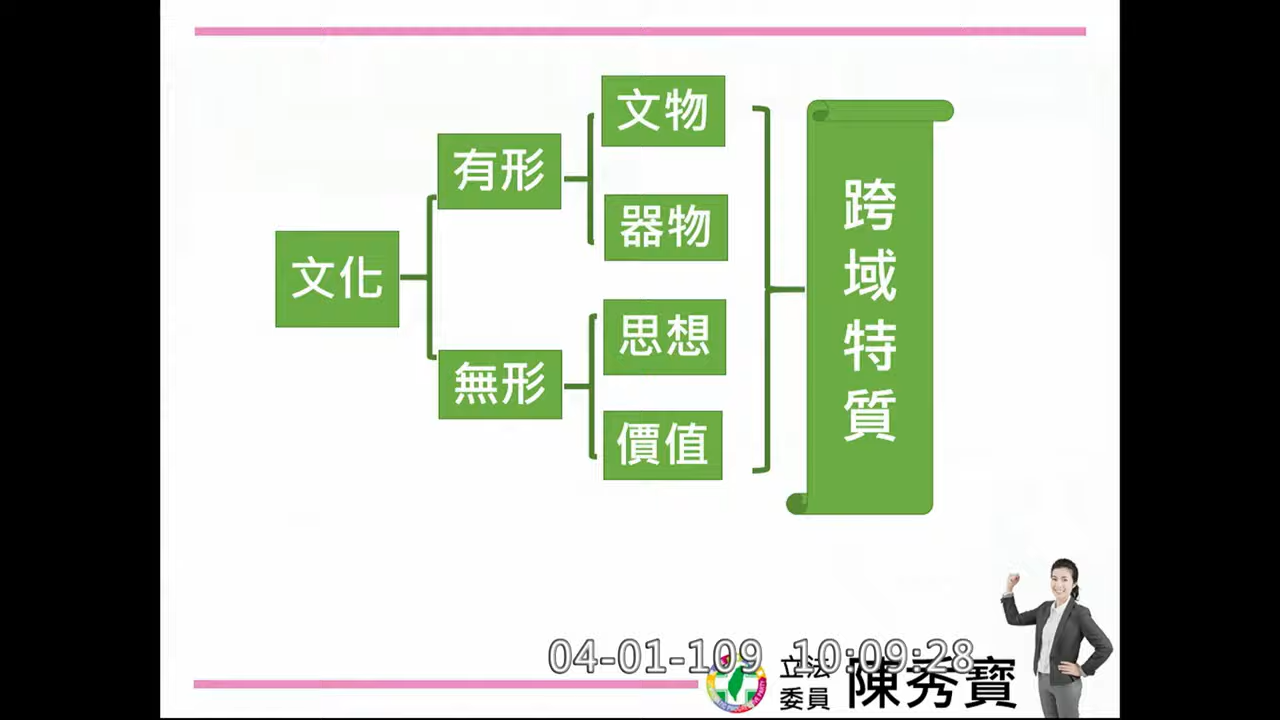 文化
有形
無形
文物
器物
思想
價值
跨域特質
04-01-109 10:09:28
立法
委員
陳秀寶